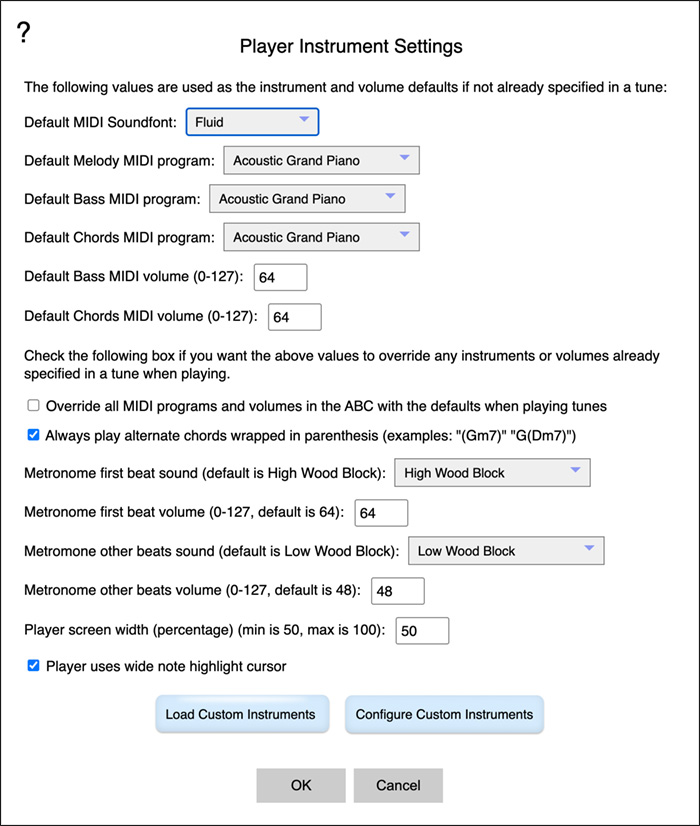 ?
Player Instrument Settings
The following values are used as the instrument and volume defaults if not already specified in a tune:
Default MIDI Soundfont: Fluid
Default Melody MIDI program: Acoustic Grand Piano
Default Bass MIDI program: Acoustic Grand Piano
Default Chords MIDI program: Acoustic Grand Piano
Default Bass MIDI volume (0-127): 64
Default Chords MIDI volume (0-127): 64
Check the following box if you want the above values to override any instruments or volumes already
specified in a tune when playing.
Override all MIDI programs and volumes in the ABC with the defaults when playing tunes
Always play alternate chords wrapped in parenthesis (examples: "(Gm7)" "G(Dm7)")
Metronome first beat sound (default is High Wood Block): High Wood Block
Metronome first beat volume (0-127, default is 64): 64
Metromone other beats sound (default is Low Wood Block): Low Wood Block
Metronome other beats volume (0-127, default is 48): 48
Player screen width (percentage) (min is 50, max is 100): 50
Player uses wide note highlight cursor
Load Custom Instruments Configure Custom Instruments
OK Cancel